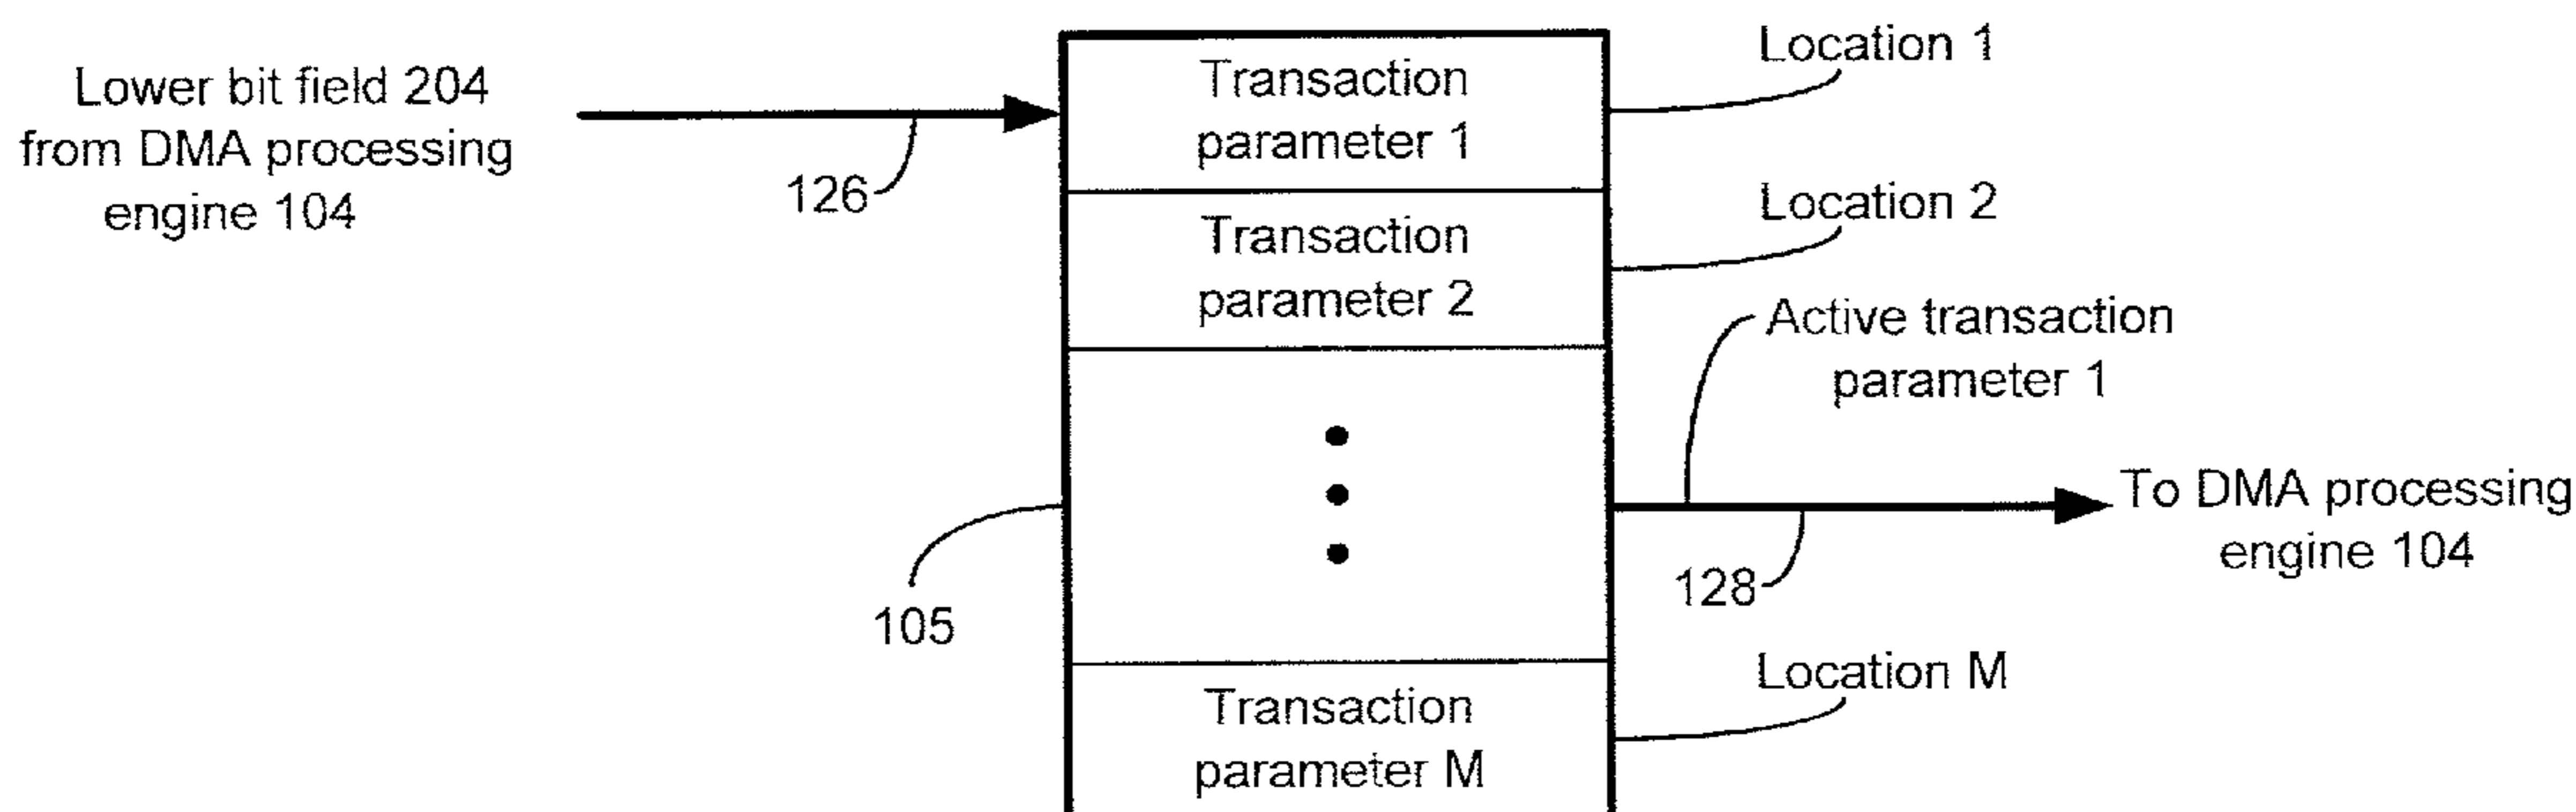 Lower bit field 204
from DMA processing
engine 104
126
Transaction
parameter 1
Location 1
Transaction
parameter 2
Location 2
Active transaction
parameter 1
To DMA processing
engine 104
128
105
Transaction
parameter M
Location M